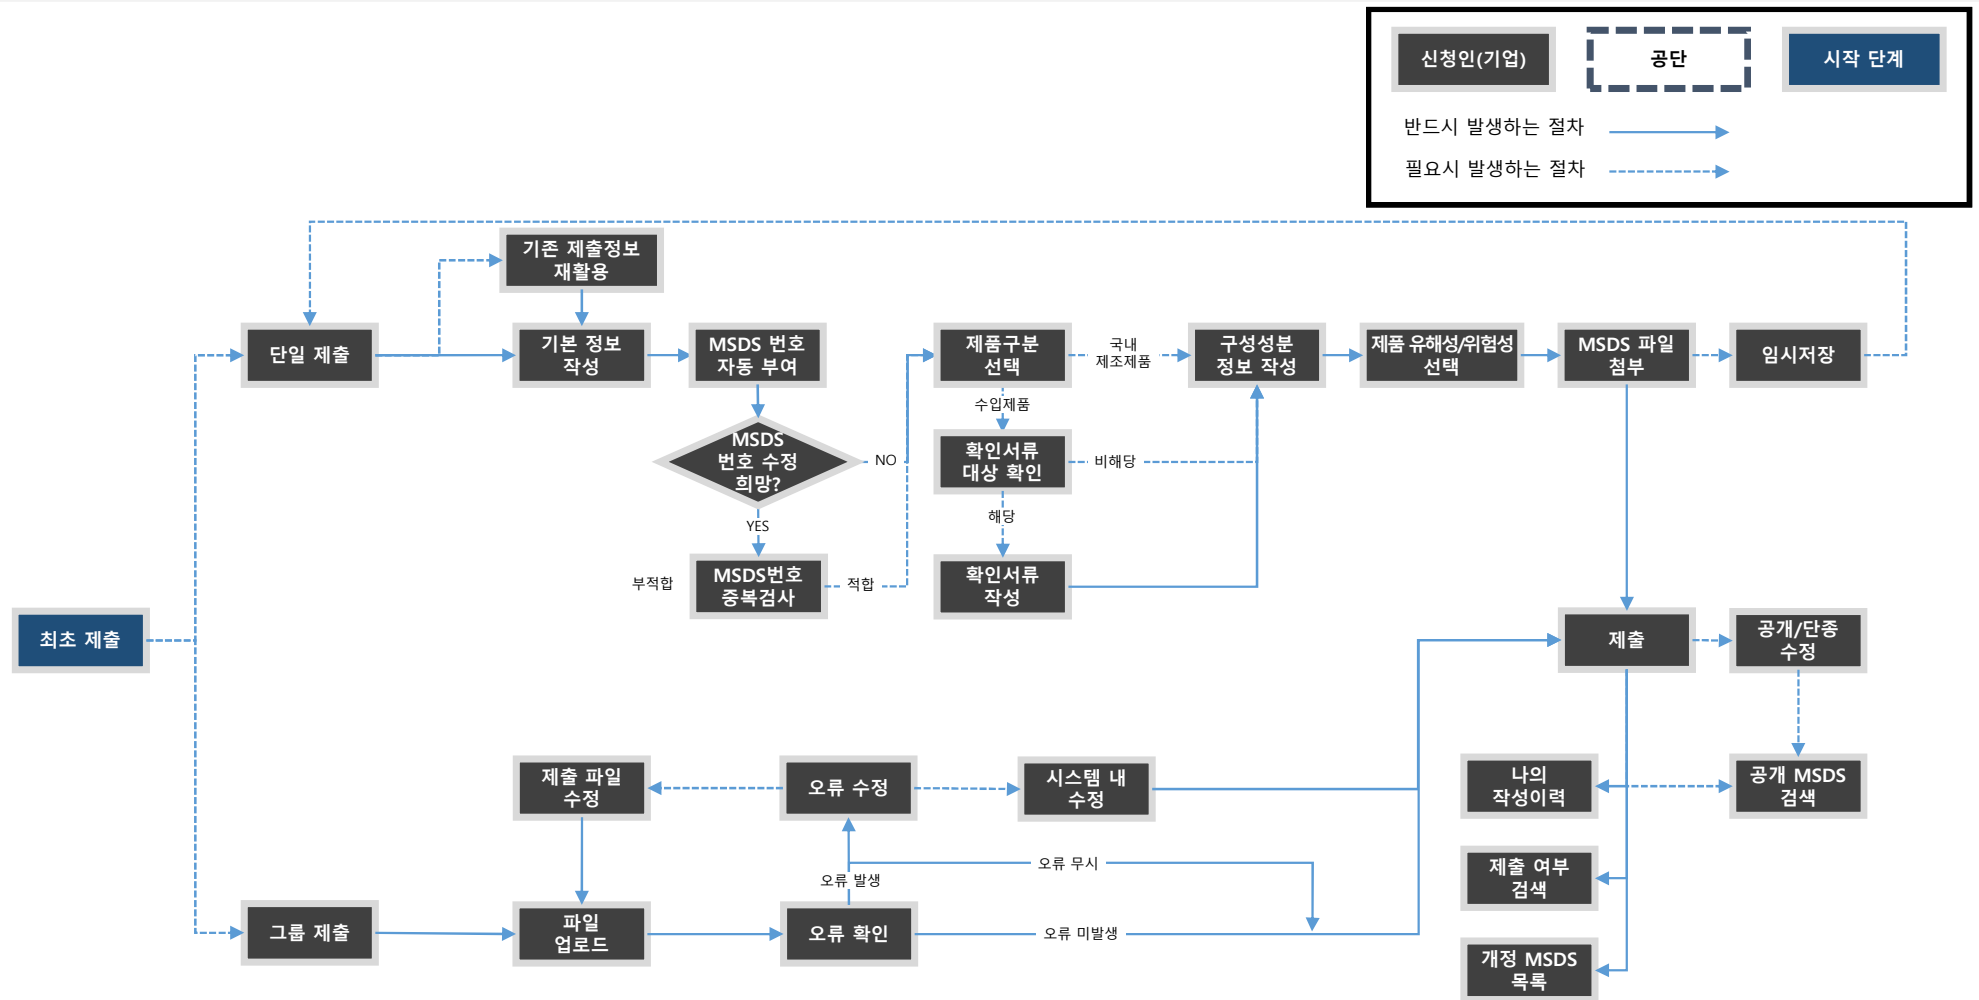 신청인(기업)
공단
시작 단계
반드시 발생하는 절차
필요시 발생하는 절차
기존 제출정보
재활용
단일 제출
기본 정보
작성
MSDS 번호
자동 부여
제품구분
선택
국내
제조제품
구성성분
정보 작성
제품 유해성/위험성
선택
MSDS 파일
첨부
임시저장
수입제품
MSDS
번호 수정
희망?
NO
확인서류
대상 확인
비해당
YES
해당
부적합
MSDS번호
중복검사
적합
확인서류
작성
최초 제출
제출
공개/단종
수정
제출 파일
수정
오류 수정
시스템 내
수정
나의
작성이력
공개 MSDS
검색
오류 무시
오류 발생
제출 여부
검색
그룹 제출
파일
업로드
오류 확인
오류 미발생
개정 MSDS
목록